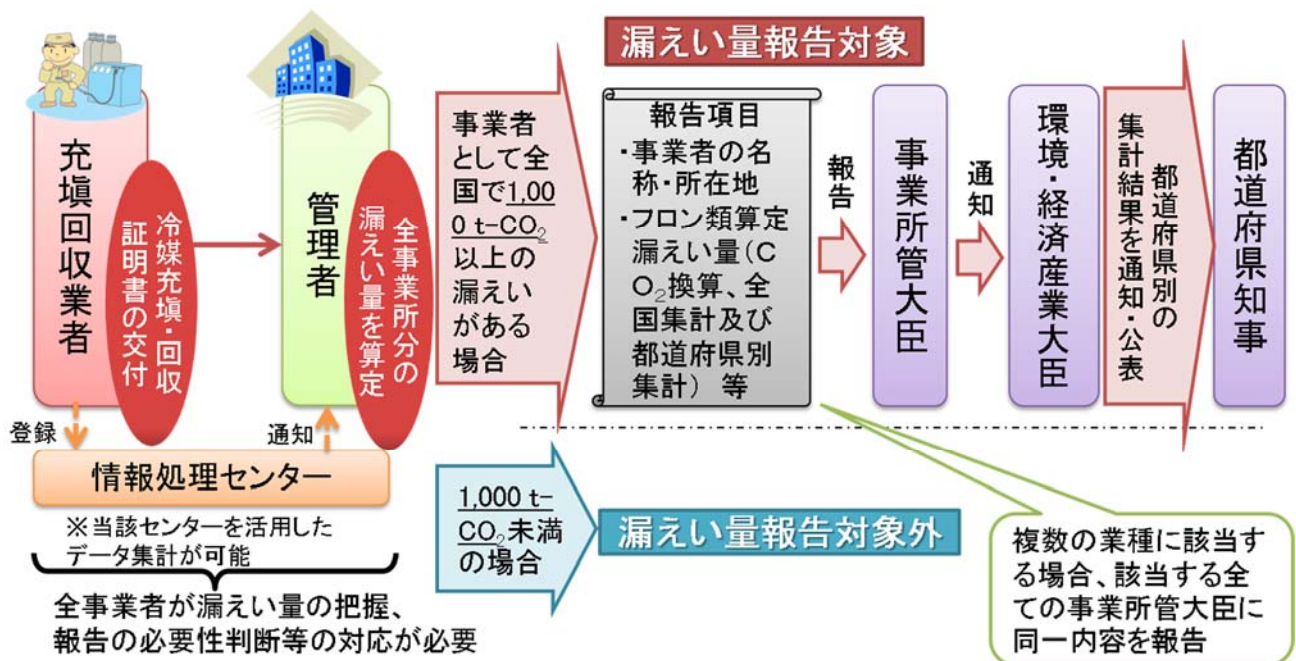 漏えい量報告対象
充塡回収業者
冷媒充塡・回収
証明書の交付
管理者
全事業所分の
漏えい量を算定
事業者
として全
国で1,00
0 t-CO₂
以上の
漏えい
がある
場合
報告項目
・事業者の名
称・所在地
・フロン類算定
漏えい量(C
O₂換算、全
国集計及び
都道府県別
集計) 等
報告
事業所管大臣
通知
環境・経済産業大臣
都道府県別の
集計結果を通知・公表
都道府県知事
登録
通知
情報処理センター
※当該センターを活用した
データ集計が可能
全事業者が漏えい量の把握、
報告の必要性判断等の対応が必要
1,000 t-
CO₂未満
の場合
漏えい量報告対象外
複数の業種に該当す
る場合、該当する全
ての事業所管大臣に
同一内容を報告